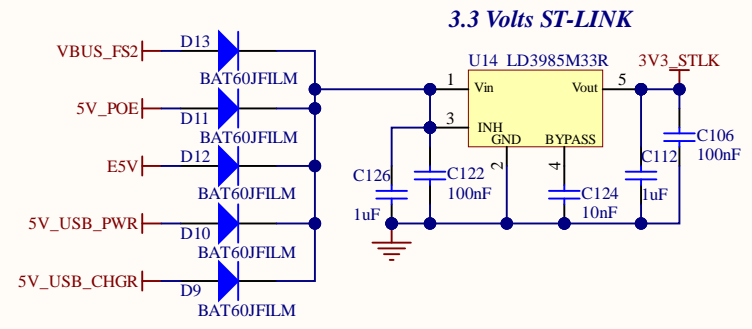 3.3 Volts ST-LINK
VBUS_FS2
D13
BAT60JFILM
5V_POE
D11
BAT60JFILM
E5V
D12
BAT60JFILM
5V_USB_PWR
D10
BAT60JFILM
5V_USB_CHGR
D9
BAT60JFILM
U14 LD3985M33R
3V3_STLK
1
Vin
Vout
5
3
INH
GND
BYPASS
2
4
C126
1uF
C122
100nF
C124
10nF
C112
1uF
C106
100nF